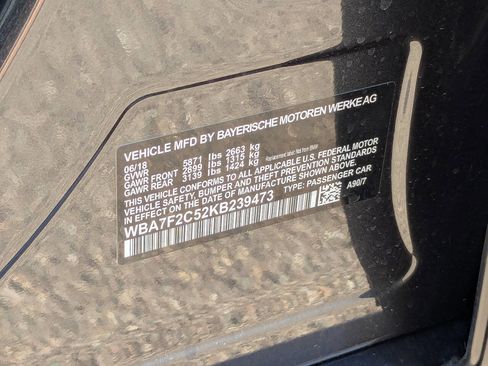 VEHICLE MFD BY BAYERISCHE MOTOREN WERKE AG
06/18
GVWR 5871 lbs 2663 kg
GAWR FRONT 2899 lbs 1315 kg
GAWR REAR 3139 lbs 1424 kg
THIS VEHICLE CONFORMS TO ALL APPLICABLE U.S. FEDERAL MOTOR
VEHICLE SAFETY, BUMPER, AND THEFT PREVENTION STANDARDS
IN EFFECT ON THE DATE OF MANUFACTURE SHOWN ABOVE.
WBA7F2C52KB239473 TYPE: PASSENGER CAR
A90/7